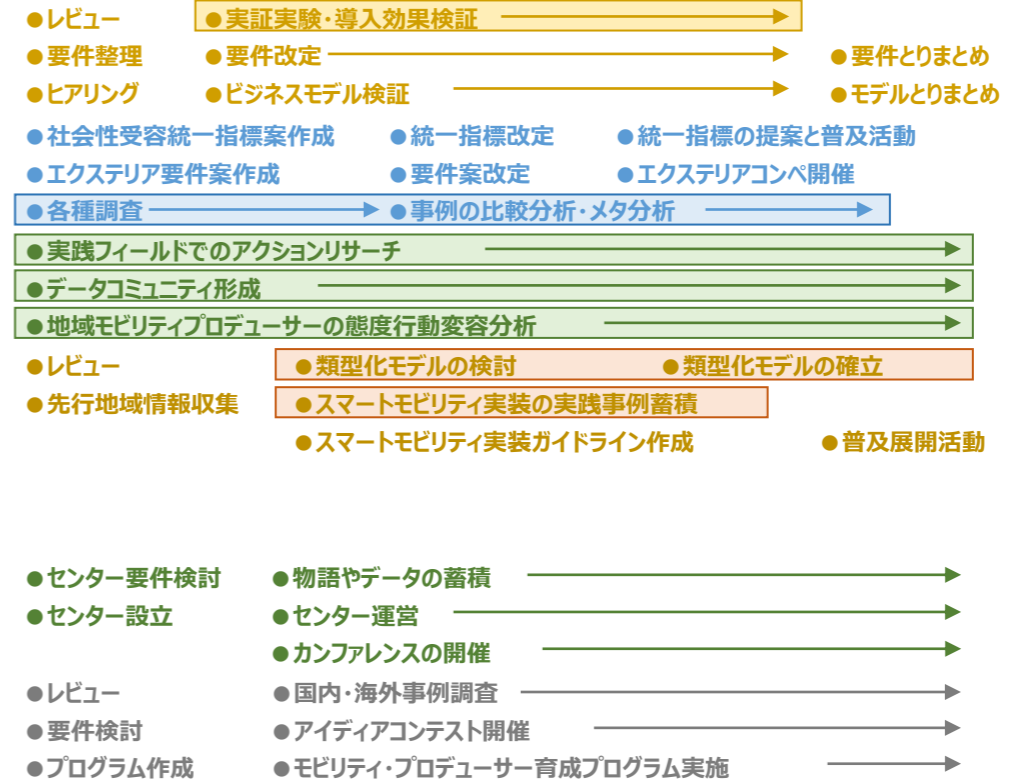 ●レビュー ●実証実験・導入効果検証
●要件整理 ●要件改定 ●要件とりまとめ
●ヒアリング ●ビジネスモデル検証 ●モデルとりまとめ
●社会性受容統一指標案作成 ●統一指標改定 ●統一指標の提案と普及活動
●エクステリア要件案作成 ●要件案改定 ●エクステリアコンペ開催
●各種調査 ●事例の比較分析・メタ分析
●実践フィールドでのアクションリサーチ
●データコミュニティ形成
●地域モビリティプロデューサーの態度行動変容分析
●レビュー ●類型化モデルの検討 ●類型化モデルの確立
●先行地域情報収集 ●スマートモビリティ実装の実践事例蓄積
●スマートモビリティ実装ガイドライン作成 ●普及展開活動
●センター要件検討 ●物語やデータの蓄積
●センター設立 ●センター運営
●カンファレンスの開催
●レビュー ●国内・海外事例調査
●要件検討 ●アイディアコンテスト開催
●プログラム作成 ●モビリティ・プロデューサー育成プログラム実施